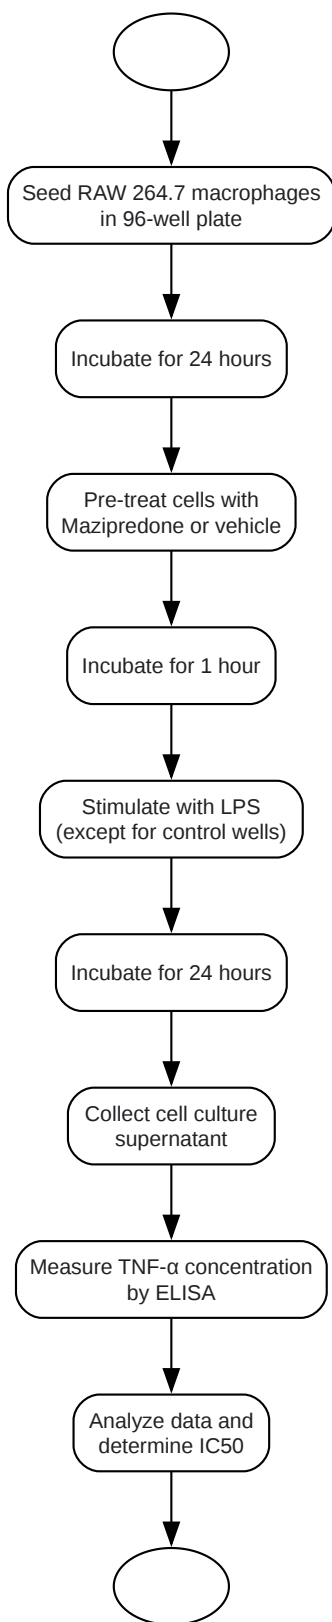 Seed RAW 264.7 macrophages
in 96-well plate
Incubate for 24 hours
Pre-treat cells with
Mazipredone or vehicle
Incubate for 1 hour
Stimulate with LPS
(except for control wells)
Incubate for 24 hours
Collect cell culture
supernatant
Measure TNF-α concentration
by ELISA
Analyze data and
determine IC50